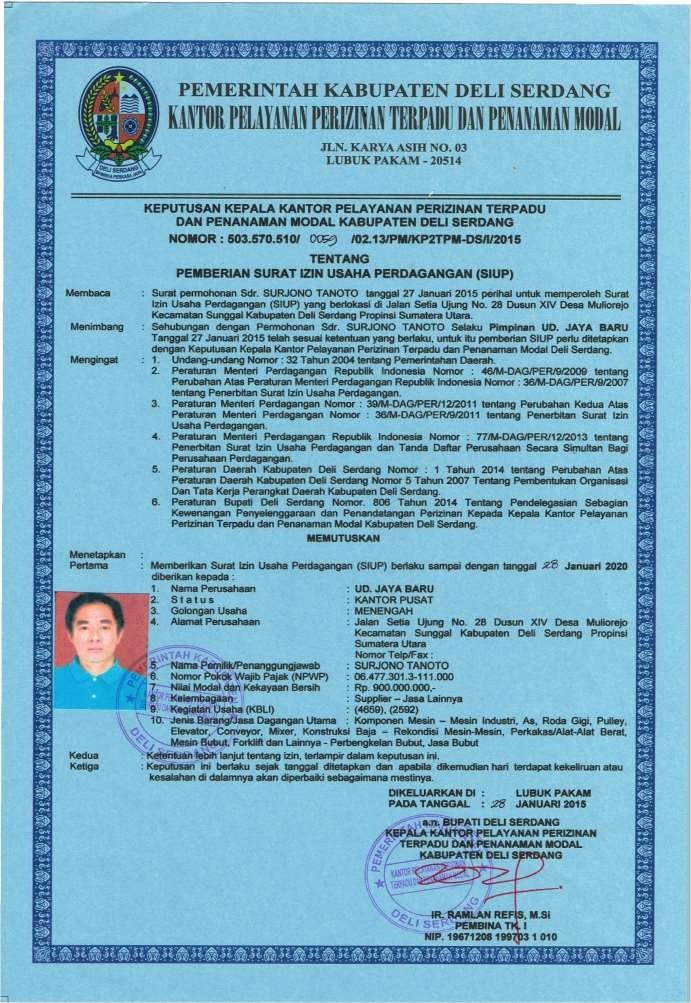 DELI SERDANG
PEMERINTAH KABUPATEN DELI SERDANG
KANTOR PELAYANAN PERIZINAN TERPADU DAN PENANAMAN MODAL
JLN. KARYA ASIH NO. 03
LUBUK PAKAM - 20514
KEPUTUSAN KEPALA KANTOR PELAYANAN PERIZINAN TERPADU
DAN PENANAMAN MODAL KABUPATEN DELI SERDANG
NOMOR : 503.570.510/ 0059 /02.13/PM/KP2TPM-DS/I/2015
TENTANG
PEMBERIAN SURAT IZIN USAHA PERDAGANGAN (SIUP)
Membaca : Surat permohonan Sdr. SURJONO TANOTO tanggal 27 Januari 2015 perihal untuk memperoleh Surat
Izin Usaha Perdagangan (SIUP) yang berlokasi di Jalan Setia Ujung No. 28 Dusun XIV Desa Muliorejo
Kecamatan Sunggal Kabupaten Deli Serdang Propinsi Sumatera Utara.
Menimbang : Sehubungan dengan Permohonan Sdr. SURJONO TANOTO Selaku Pimpinan UD. JAYA BARU
Tanggal 27 Januari 2015 telah sesuai ketentuan yang berlaku, untuk itu pemberian SIUP perlu ditetapkan
dengan Keputusan Kepala Kantor Pelayanan Perizinan Terpadu dan Penanaman Modal Deli Serdang.
Mengingat : 1. Undang-undang Nomor : 32 Tahun 2004 tentang Pemerintahan Daerah.
2. Peraturan Menteri Perdagangan Republik Indonesia Nomor : 46/M-DAG/PER/9/2009 tentang
Perubahan Atas Peraturan Menteri Perdagangan Republik Indonesia Nomor : 36/M-DAG/PER/9/2007
tentang Penerbitan Surat Izin Usaha Perdagangan.
3. Peraturan Menteri Perdagangan Nomor : 39/M-DAG/PER/12/2011 tentang Perubahan Kedua Atas
Peraturan Menteri Perdagangan Nomor : 36/M-DAG/PER/9/2011 tentang Penerbitan Surat Izin
Usaha Perdagangan.
4. Peraturan Menteri Perdagangan Republik Indonesia Nomor : 77/M-DAG/PER/12/2013 tentang
Penerbitan Surat Izin Usaha Perdagangan dan Tanda Daftar Perusahaan Secara Simultan Bagi
Perusahaan Perdagangan.
5. Peraturan Daerah Kabupaten Deli Serdang Nomor : 1 Tahun 2014 tentang Perubahan Atas
Peraturan Daerah Kabupaten Deli Serdang Nomor 5 Tahun 2007 Tentang Pembentukan Organisasi
Dan Tata Kerja Perangkat Daerah Kabupaten Deli Serdang.
6. Peraturan Bupati Deli Serdang Nomor. 806 Tahun 2014 Tentang Pendelegasian Sebagian
Kewenangan Penyelenggaraan dan Penandatangan Perizinan Kepada Kepala Kantor Pelayanan
Perizinan Terpadu dan Penanaman Modal Kabupaten Deli Serdang.
MEMUTUSKAN
Menetapkan :
Pertama : Memberikan Surat Izin Usaha Perdagangan (SIUP) berlaku sampai dengan tanggal 28 Januari 2020
diberikan kepada :
1. Nama Perusahaan : UD. JAYA BARU
2. S t a t u s : KANTOR PUSAT
3. Golongan Usaha : MENENGAH
4. Alamat Perusahaan : Jalan Setia Ujung No. 28 Dusun XIV Desa Muliorejo
Kecamatan Sunggal Kabupaten Deli Serdang Propinsi
Sumatera Utara
Nomor Telp/Fax :
5. Nama Pemilik/Penanggungjawab : SURJONO TANOTO
6. Nomor Pokok Wajib Pajak (NPWP) : 06.477.301.3-111.000
7. Nilai Modal dan Kekayaan Bersih : Rp. 900.000.000,-
8. Kelembagaan : Supplier – Jasa Lainnya
9. Kegiatan Usaha (KBLI) : (4659), (2592)
10. Jenis Barang/Jasa Dagangan Utama : Komponen Mesin – Mesin Industri, As, Roda Gigi, Pulley,
Elevator, Conveyor, Mixer, Konstruksi Baja – Rekondisi Mesin-Mesin, Perkakas/Alat-Alat Berat,
Mesin Bubut, Forklift dan Lainnya - Perbengkelan Bubut, Jasa Bubut
Kedua : Ketentuan lebih lanjut tentang izin, terlampir dalam keputusan ini.
Ketiga : Keputusan ini berlaku sejak tanggal ditetapkan dan apabila dikemudian hari terdapat kekeliruan atau
kesalahan di dalamnya akan diperbaiki sebagaimana mestinya.
DIKELUARKAN DI : LUBUK PAKAM
PADA TANGGAL : 28 JANUARI 2015
a.n. BUPATI DELI SERDANG
KEPALA KANTOR PELAYANAN PERIZINAN
TERPADU DAN PENANAMAN MODAL
KABUPATEN DELI SERDANG
IR. RAMLAN REFIS, M.Si
PEMBINA TK. I
NIP. 19671208 199703 1 010